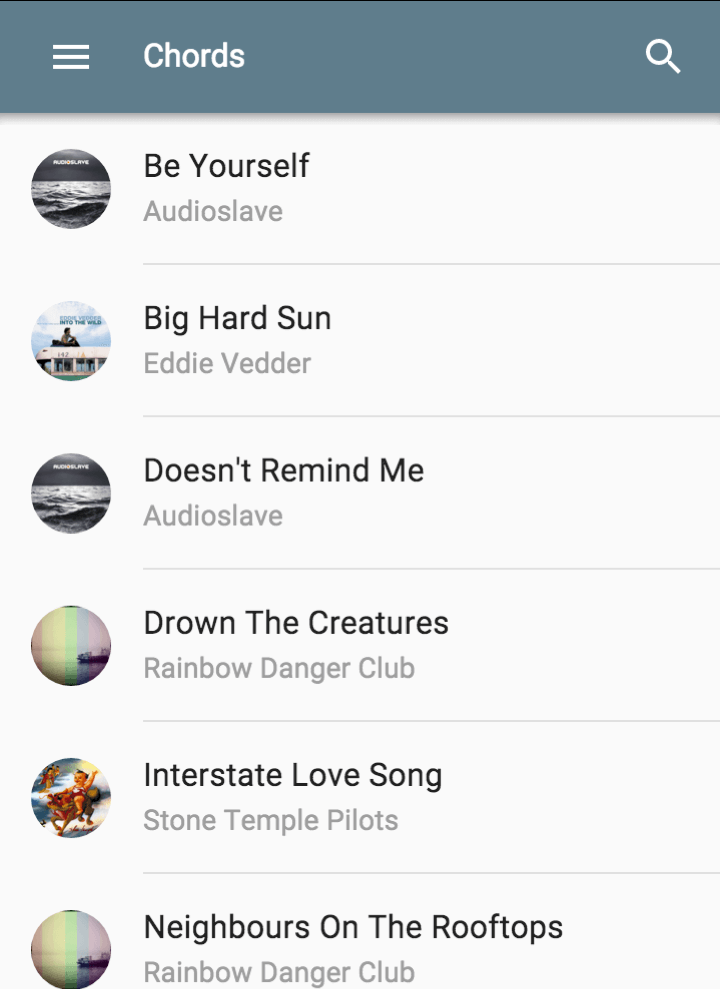 Chords
AUDIOSLAVE
Be Yourself
Audioslave
EDDIE VEDDER
INTO THE WILD
142
Big Hard Sun
Eddie Vedder
AUDIOSLAVE
Doesn't Remind Me
Audioslave
Drown The Creatures
Rainbow Danger Club
Interstate Love Song
Stone Temple Pilots
Neighbours On The Rooftops
Rainbow Danger Club